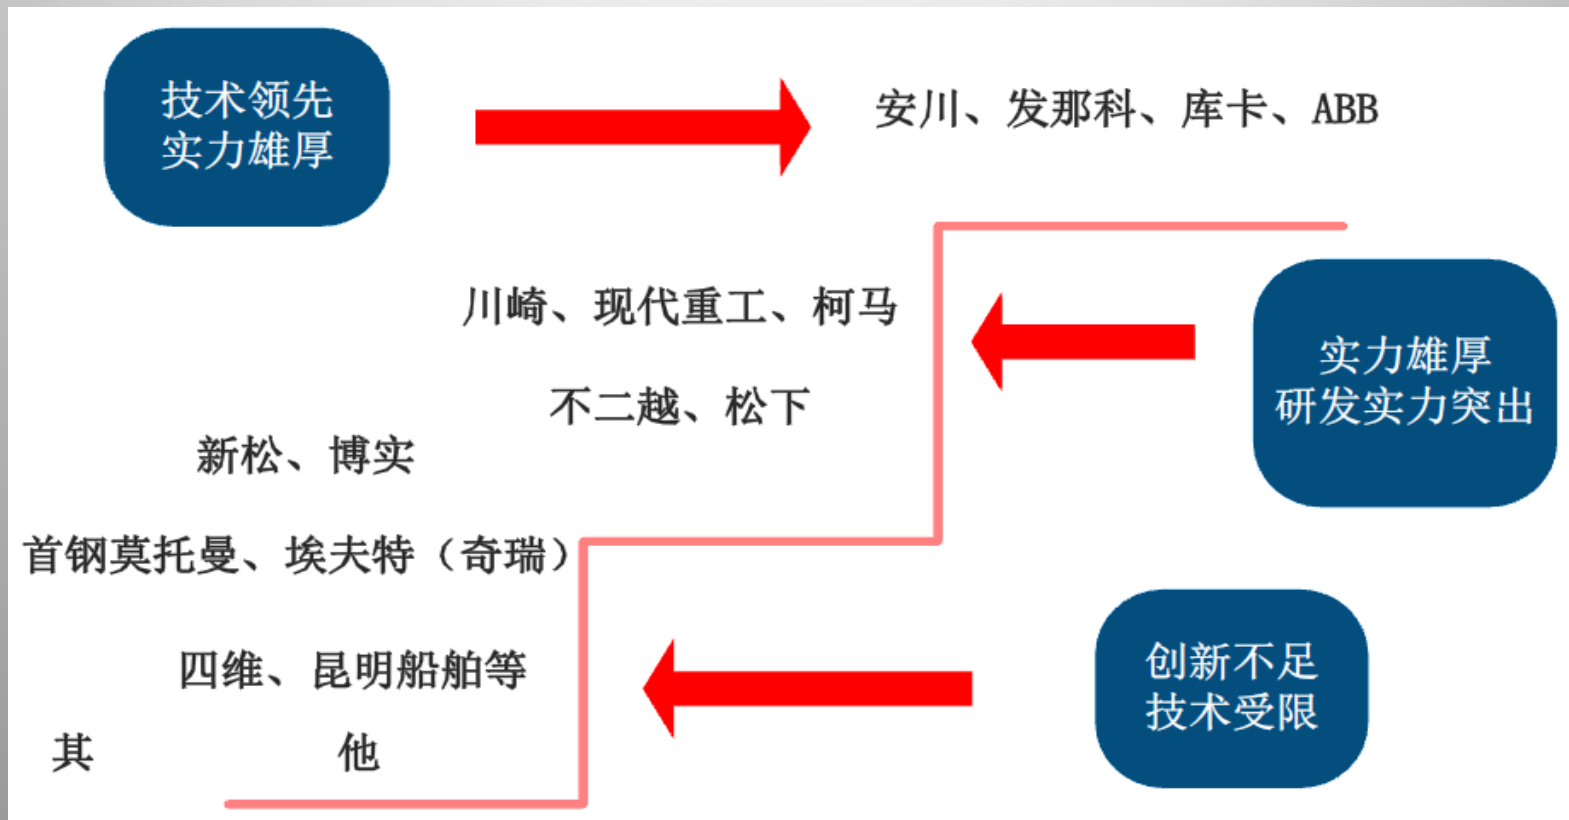 技术领先
实力雄厚
安川、发那科、库卡、ABB
川崎、现代重工、柯马
不二越、松下
实力雄厚
研发实力突出
新松、博实
首钢莫托曼、埃夫特（奇瑞）
四维、昆明船舶等
其 他
创新不足
技术受限